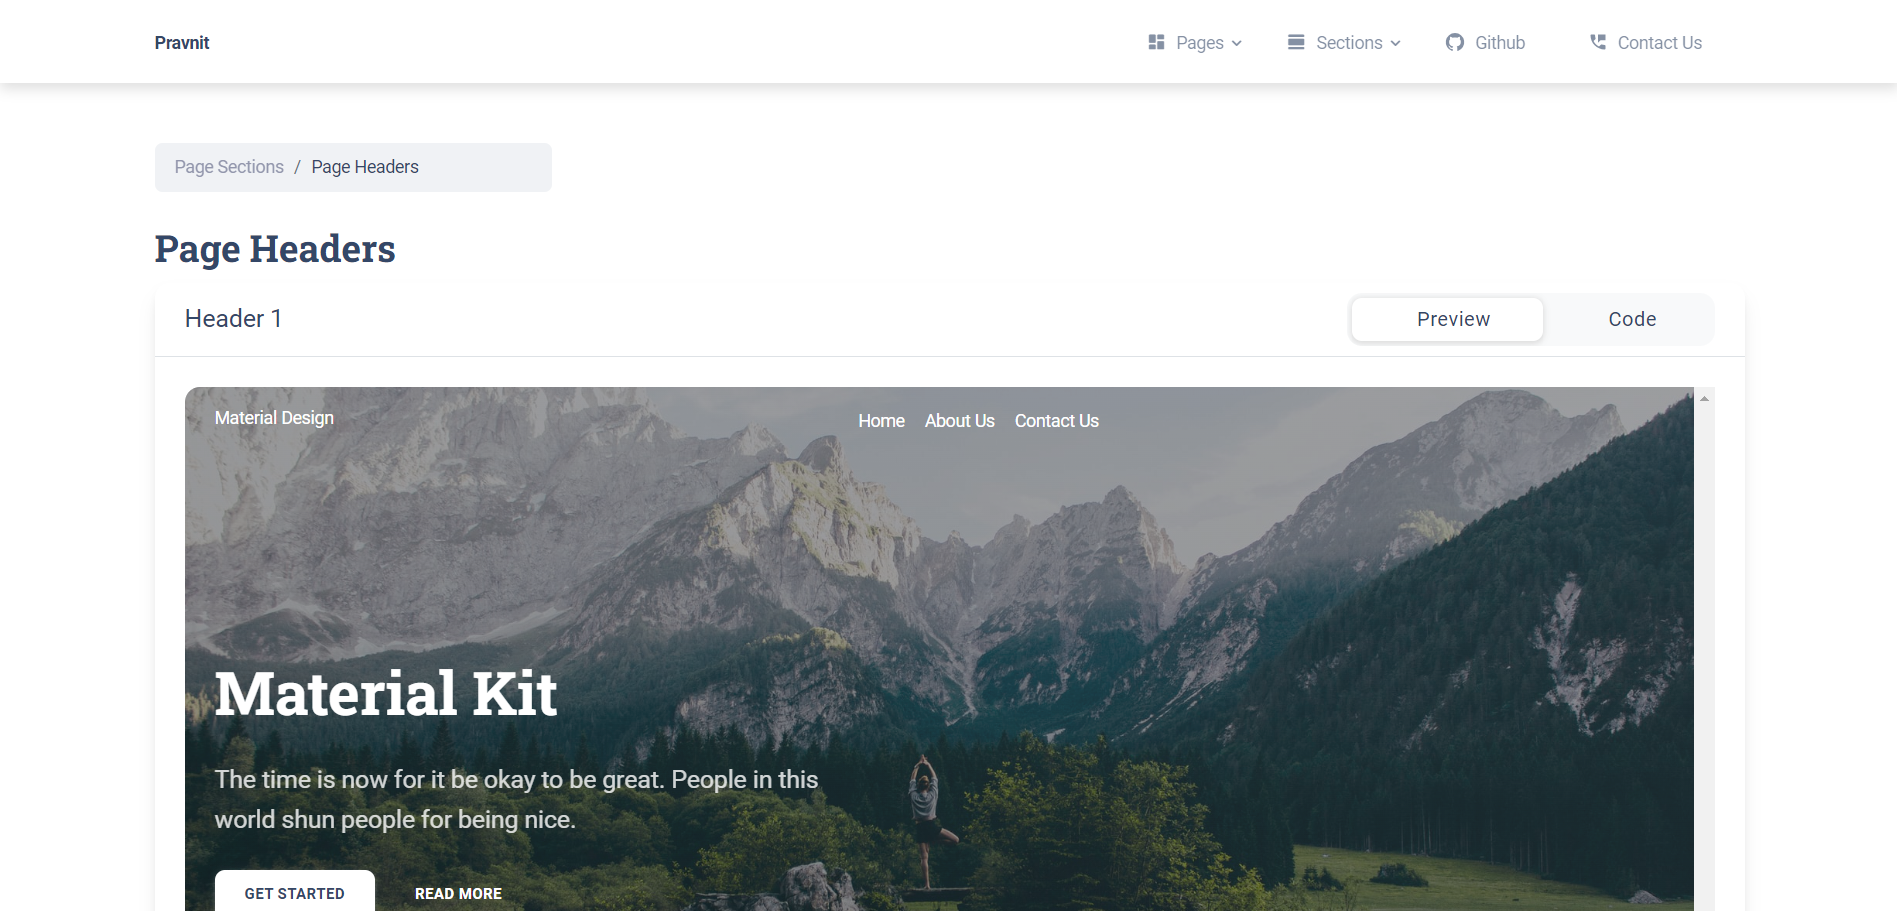 Pravnit
Pages
Sections
Github
Contact Us
Page Sections / Page Headers
Page Headers
Header 1
Preview
Code
Material Design
Home
About Us
Contact Us
Material Kit
The time is now for it be okay to be great. People in this
world shun people for being nice.
GET STARTED
READ MORE